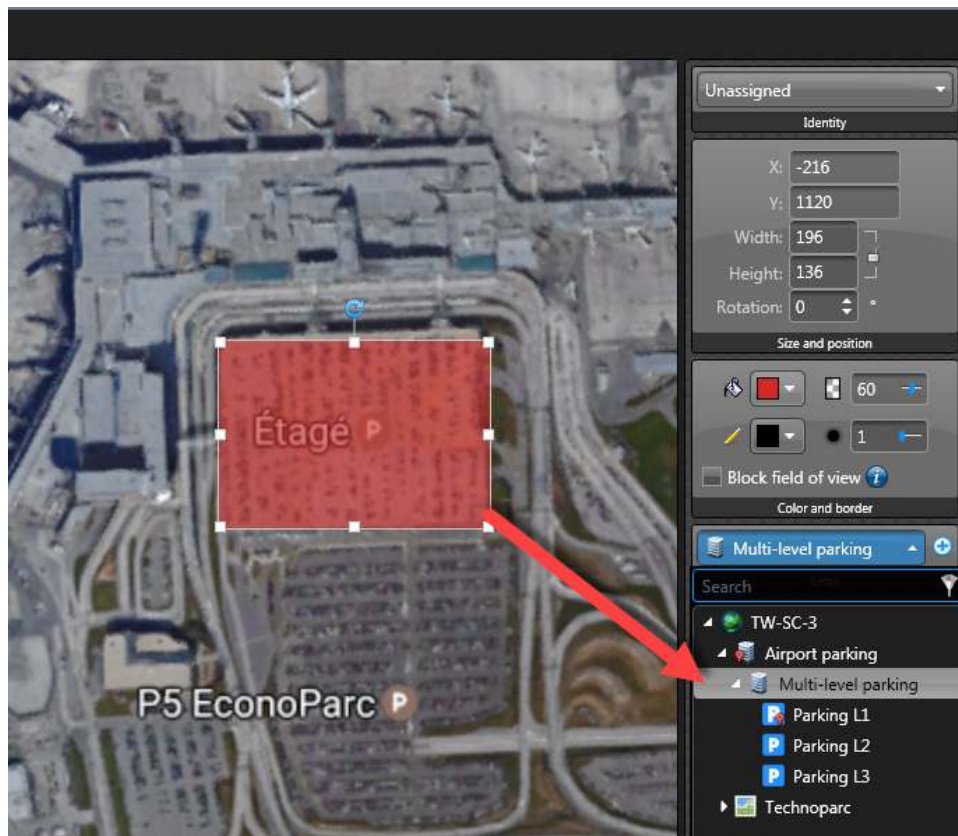 Unassigned
Identity
X: -216
Y: 1120
Width: 196
Height: 136
Rotation: 0 °
Size and position
60
1
Block field of view
Color and border
Multi-level parking
Search
TW-SC-3
Airport parking
Multi-level parking
P Parking L1
P Parking L2
P Parking L3
Technoparc
Étagé P
P5 EconoParc P